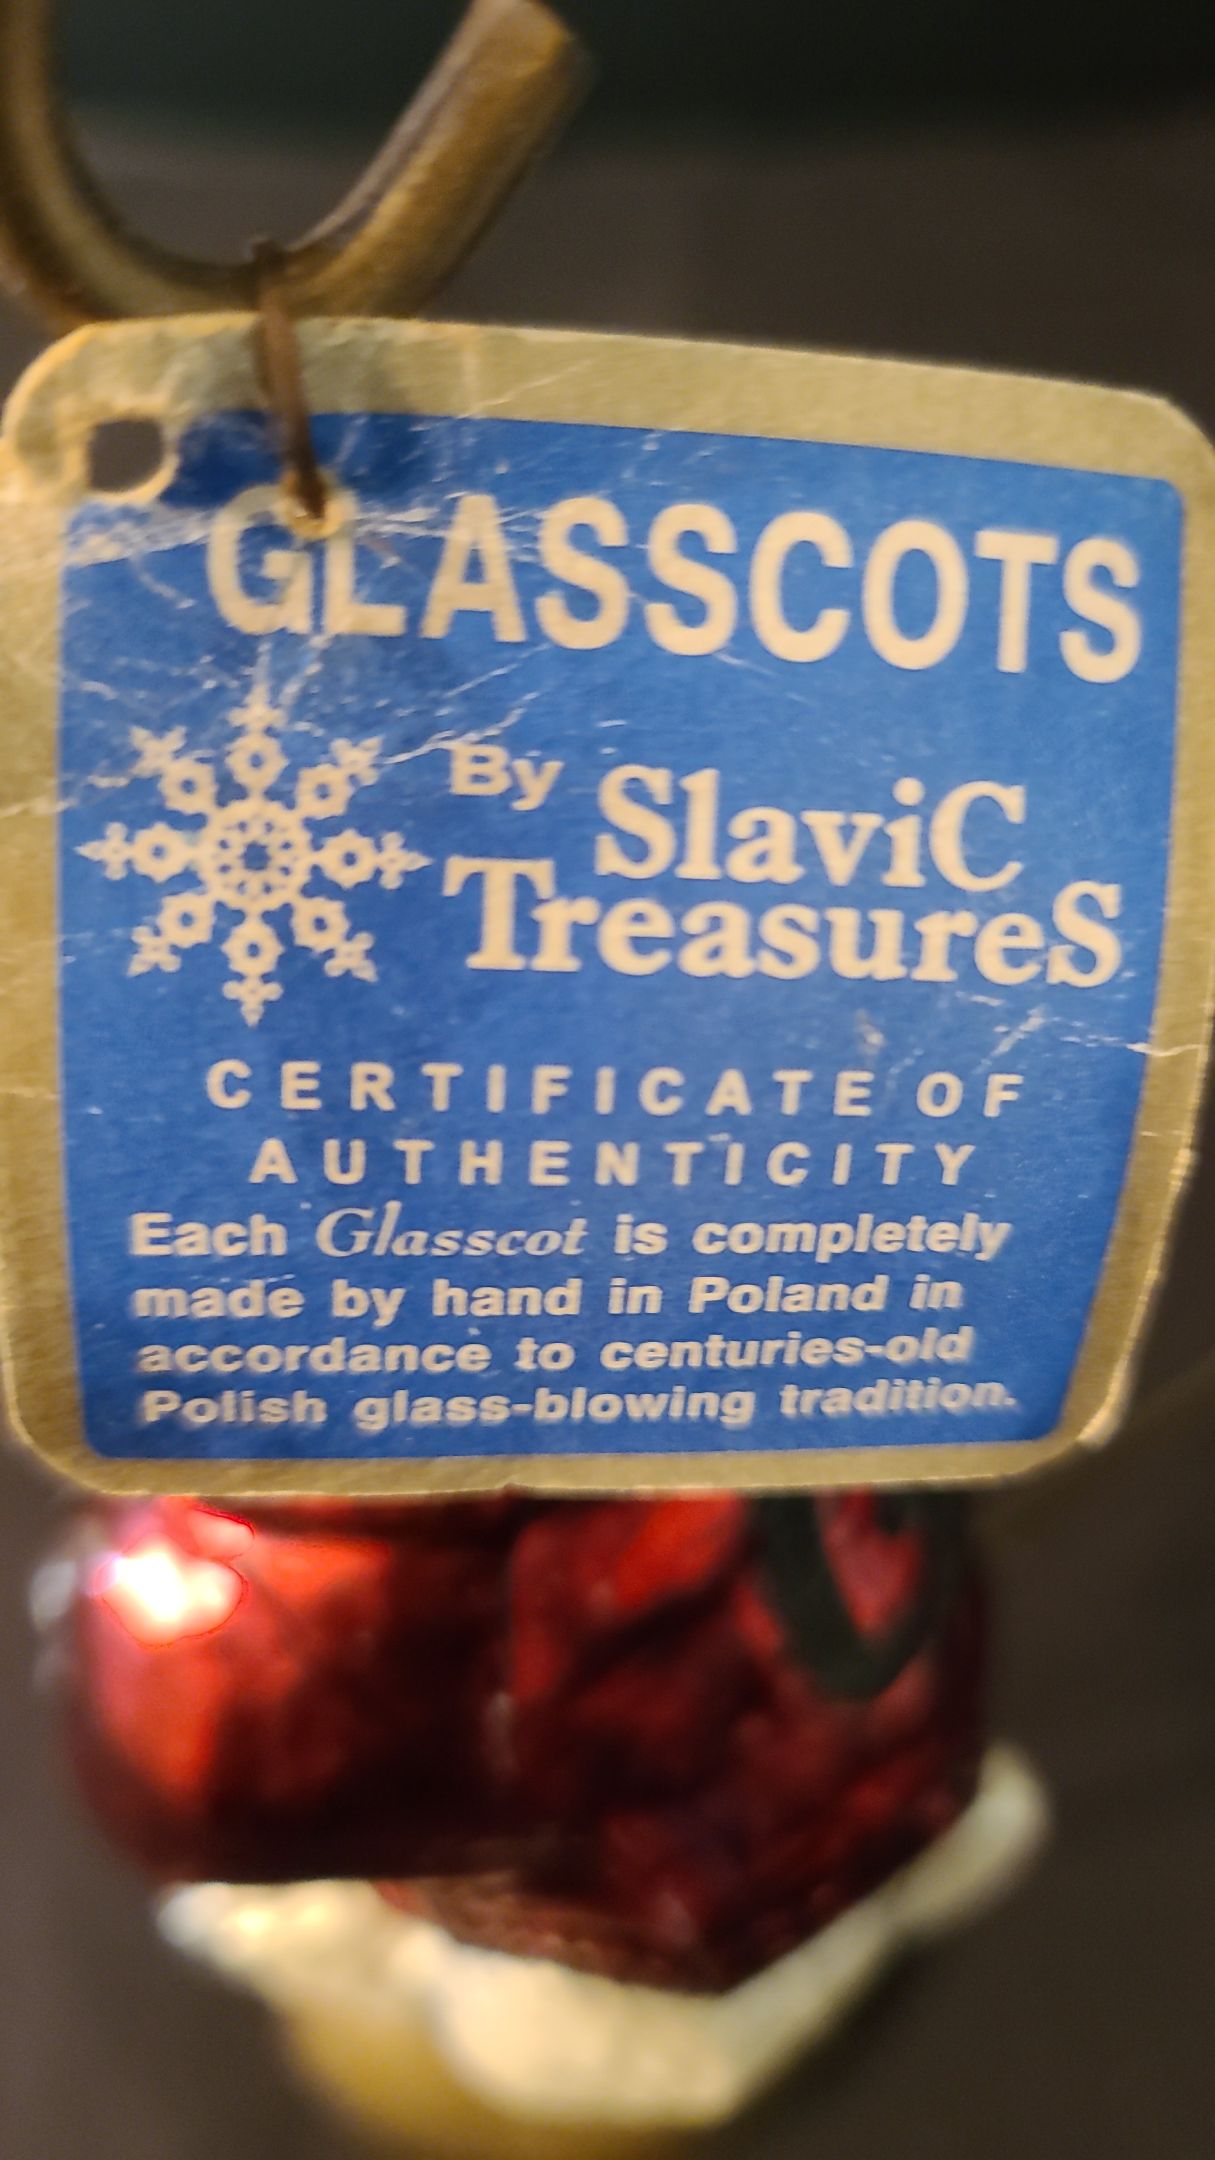 GLASSCOTS
By SlaviC
TreasureS
CERTIFICATE OF
AUTHENTICITY
Each Glasscot is completely
made by hand in Poland in
accordance to centuries-old
Polish glass-blowing tradition.